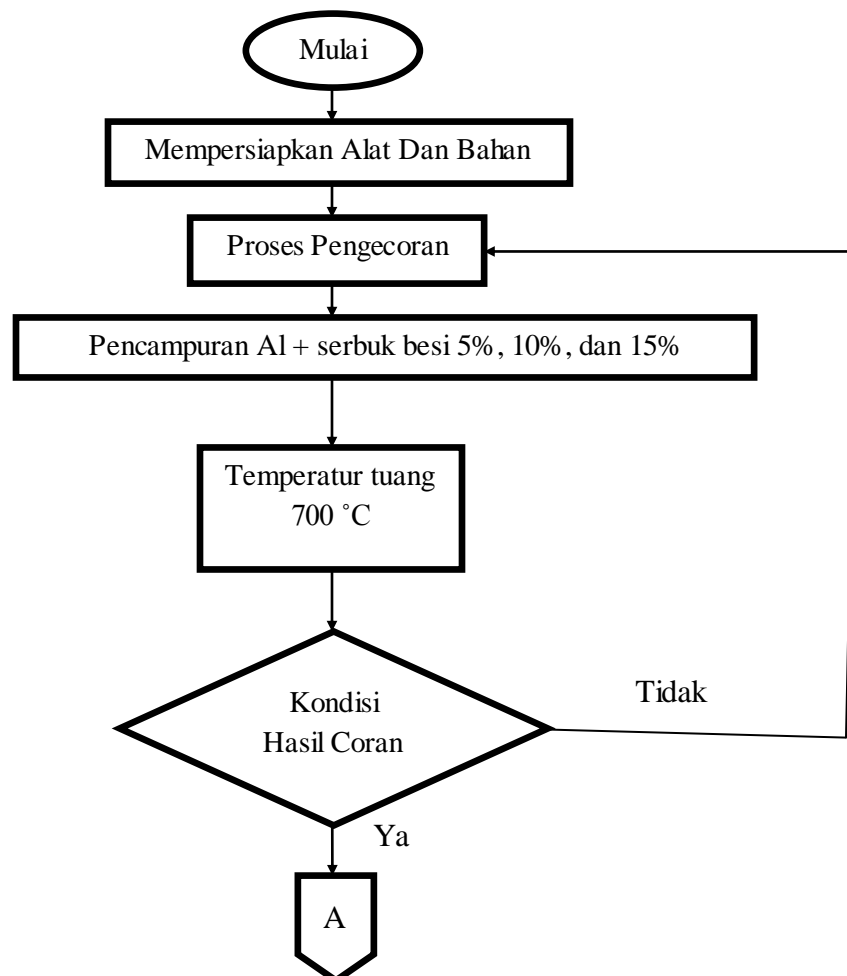 Mulai
Mempersiapkan Alat Dan Bahan
Proses Pengecoran
Pencampuran Al + serbuk besi 5%, 10%, dan 15%
Temperatur tuang
700 ˚C
Kondisi
Hasil Coran
Tidak
Ya
A